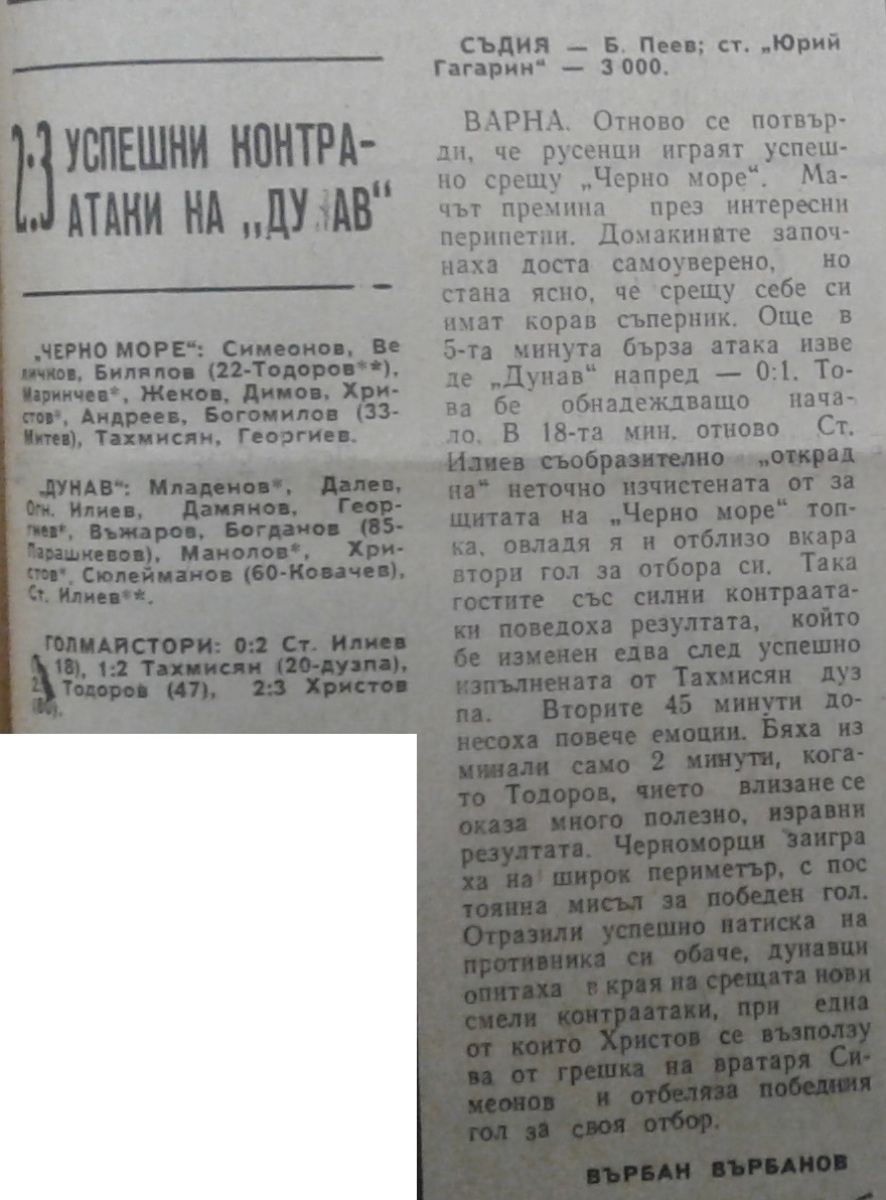 2:3 УСПЕШНИ КОНТРА-
АТАКИ НА „ДУНАВ“
„ЧЕРНО МОРЕ“: Симеонов, Ве
личков, Билялов (22-Тодоров**),
Маринчев*, Жеков, Димов, Хри-
стов*, Андреев, Богомилов (33-
Митев), Тахмисян, Георгиев.
„ДУНАВ“: Младенов*, Далев,
Огн. Илиев, Дамянов, Геор-
гиев*, Въжаров, Богданов (85-
Парашкевов), Манолов*, Хри-
стов*, Сюлейманов (60-Ковачев),
Ст. Илиев**.
ГОЛМАЙСТОРИ: 0:2 Ст. Илиев
18), 1:2 Тахмисян (20-дузпа),
Тодоров (47), 2:3 Христов
(80).
СЪДИЯ — Б. Пеев; ст. „Юрий
Гагарин“ — 3 000.
ВАРНА. Отново се потвър-
ди, че русенци играят успеш-
но срещу „Черно море“. Ма-
чът премина през интересни
перипетии. Домакините започ-
наха доста самоуверено, но
стана ясно, че срещу себе си
имат корав съперник. Още в
5-та минута бърза атака изве
де „Дунав“ напред — 0:1. То-
ва бе обнадеждващо нача-
ло. В 18-та мин. отново Ст.
Илиев съобразително „открад
на“ неточно изчистената от за
щитата на „Черно море“ топ-
ка, овладя я и отблизо вкара
втори гол за отбора си. Така
гостите със силни контраата-
ки поведоха резултата, който
бе изменен едва след успешно
изпълнената от Тахмисян дуз
па. Вторите 45 минути до-
несоха повече емоции. Бяха из
минали само 2 минути, кога-
то Тодоров, чието влизане се
оказа много полезно, изравни
резултата. Черноморци заигра
ха на широк периметър, с пос
тоянна мисъл за победен гол.
Отразили успешно натиска на
противника си обаче, дунавци
опитаха в края на срещата нови
смели контраатаки, при една
от които Христов се възползу
ва от грешка на вратаря Си-
меонов и отбеляза победния
гол за своя отбор.
ВЪРБАН ВЪРБАНОВ